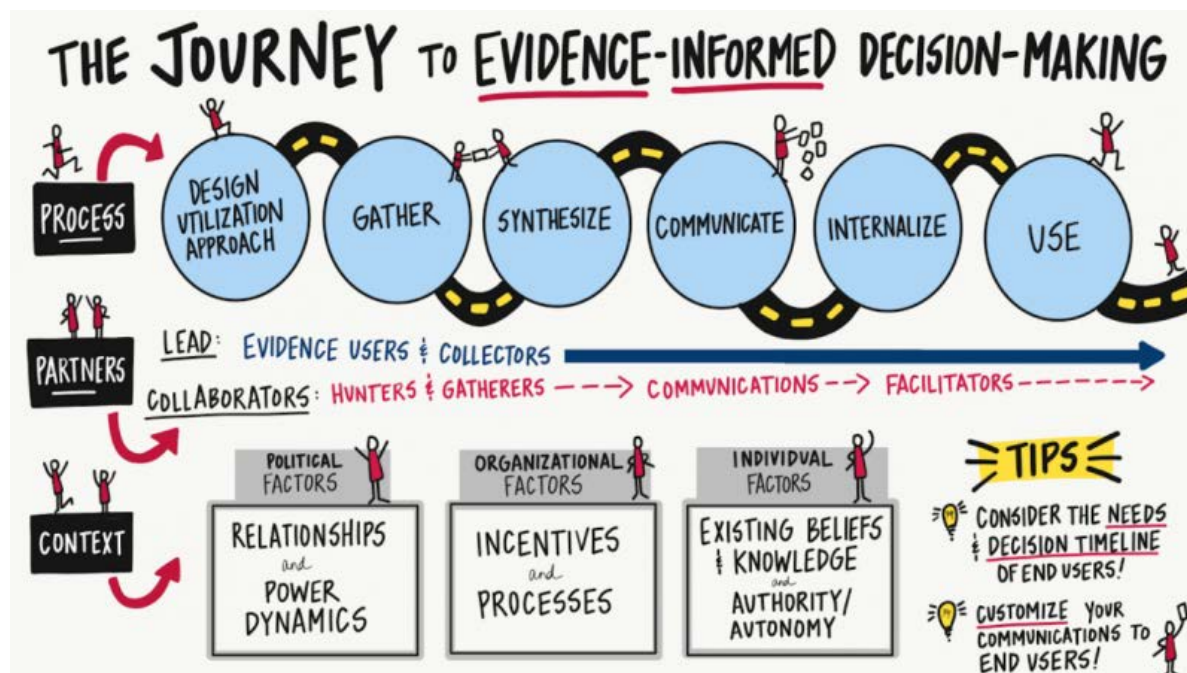 THE JOURNEY TO EVIDENCE-INFORMED DECISION-MAKING
PROCESS
DESIGN
UTILIZATION
APPROACH
GATHER
SYNTHESIZE
COMMUNICATE
INTERNALIZE
USE
PARTNERS
LEAD: EVIDENCE USERS & COLLECTORS
COLLABORATORS: HUNTERS & GATHERERS COMMUNICATIONS FACILITATORS
CONTEXT
POLITICAL
FACTORS
RELATIONSHIPS
and
POWER
DYNAMICS
ORGANIZATIONAL
FACTORS
INCENTIVES
and
PROCESSES
INDIVIDUAL
FACTORS
EXISTING BELIEFS
& KNOWLEDGE
and
AUTHORITY/
AUTONOMY
TIPS
CONSIDER THE NEEDS
& DECISION TIMELINE
OF END USERS!
CUSTOMIZE YOUR
COMMUNICATIONS TO
END USERS!